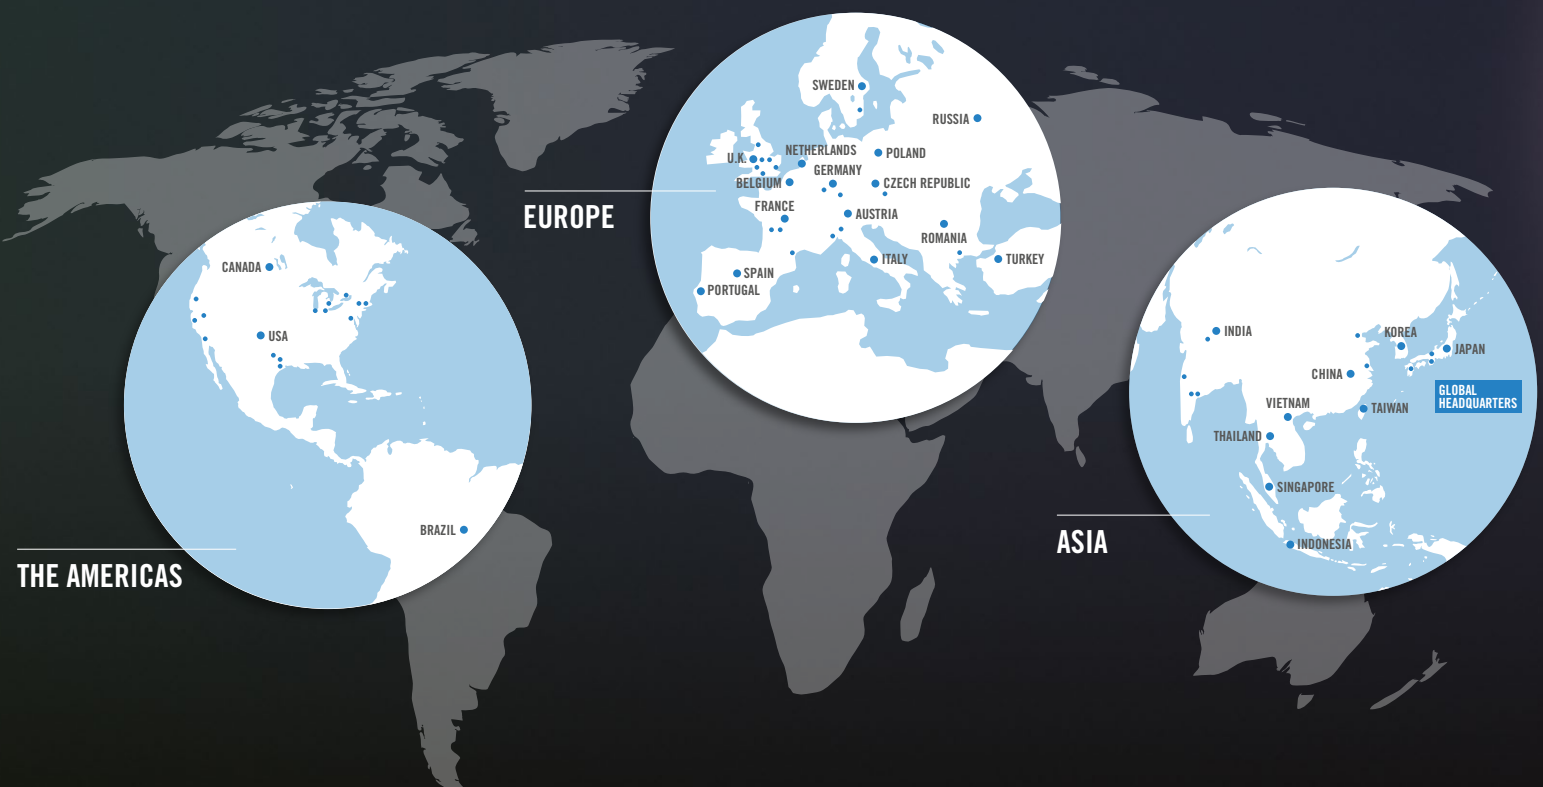 THE AMERICAS
CANADA
USA
BRAZIL
EUROPE
SWEDEN
RUSSIA
U.K.
NETHERLANDS
POLAND
GERMANY
BELGIUM
CZECH REPUBLIC
FRANCE
AUSTRIA
ROMANIA
ITALY
TURKEY
SPAIN
PORTUGAL
ASIA
INDIA
KOREA
JAPAN
CHINA
GLOBAL
HEADQUARTERS
VIETNAM
TAIWAN
THAILAND
SINGAPORE
INDONESIA